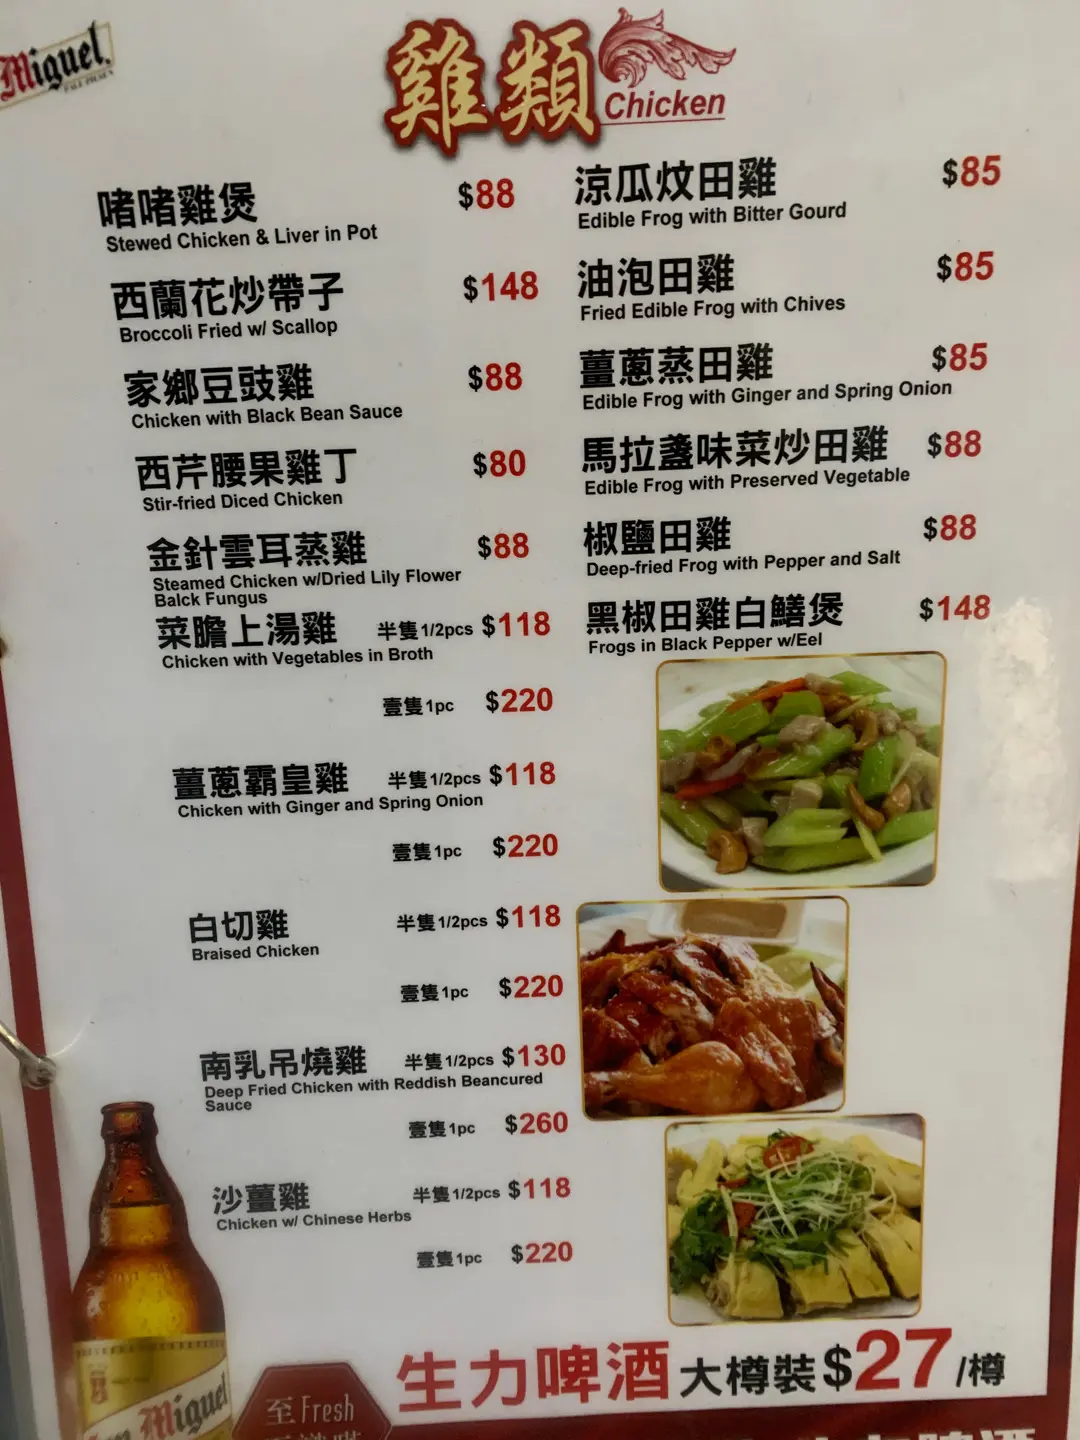 Miguel.
PALE PILSEN
雞類 Chicken
啫啫雞煲 $88
Stewed Chicken & Liver in Pot
西蘭花炒帶子 $148
Broccoli Fried w/ Scallop
家鄉豆豉雞 $88
Chicken with Black Bean Sauce
西芹腰果雞丁 $80
Stir-fried Diced Chicken
金針雲耳蒸雞 $88
Steamed Chicken w/Dried Lily Flower
Balck Fungus
菜膽上湯雞 半隻1/2pcs $118
Chicken with Vegetables in Broth
壹隻1pc $220
薑蔥霸皇雞 半隻1/2pcs $118
Chicken with Ginger and Spring Onion
壹隻1pc $220
白切雞 半隻1/2pcs $118
Braised Chicken
壹隻1pc $220
南乳吊燒雞 半隻1/2pcs $130
Deep Fried Chicken with Reddish Beancured
Sauce
壹隻1pc $260
沙薑雞 半隻1/2pcs $118
Chicken w/ Chinese Herbs
壹隻1pc $220
涼瓜炆田雞 $85
Edible Frog with Bitter Gourd
油泡田雞 $85
Fried Edible Frog with Chives
薑蔥蒸田雞 $85
Edible Frog with Ginger and Spring Onion
馬拉盞味菜炒田雞 $88
Edible Frog with Preserved Vegetable
椒鹽田雞 $88
Deep-fried Frog with Pepper and Salt
黑椒田雞白鱔煲 $148
Frogs in Black Pepper w/Eel
生力啤酒 大樽裝 $27/樽
Miguel
至Fresh